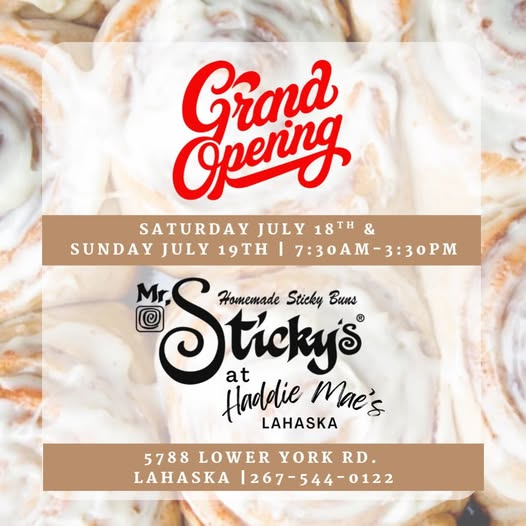 Grand
Opening
SATURDAY JULY 18TH &
SUNDAY JULY 19TH | 7:30AM-3:30PM
Mr. Sticky's®
Homemade Sticky Buns
at
Haddie Mae's
LAHASKA
5788 LOWER YORK RD.
LAHASKA |267-544-0122